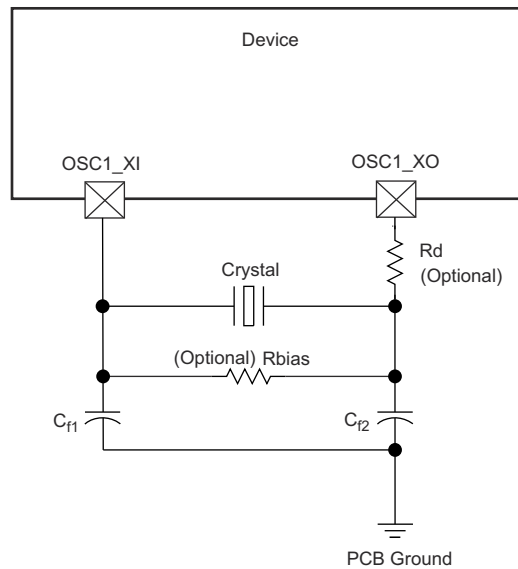 Device
OSC1_XI
OSC1_XO
Rd
(Optional)
Crystal
(Optional) Rbias
Cf1
Cf2
PCB Ground